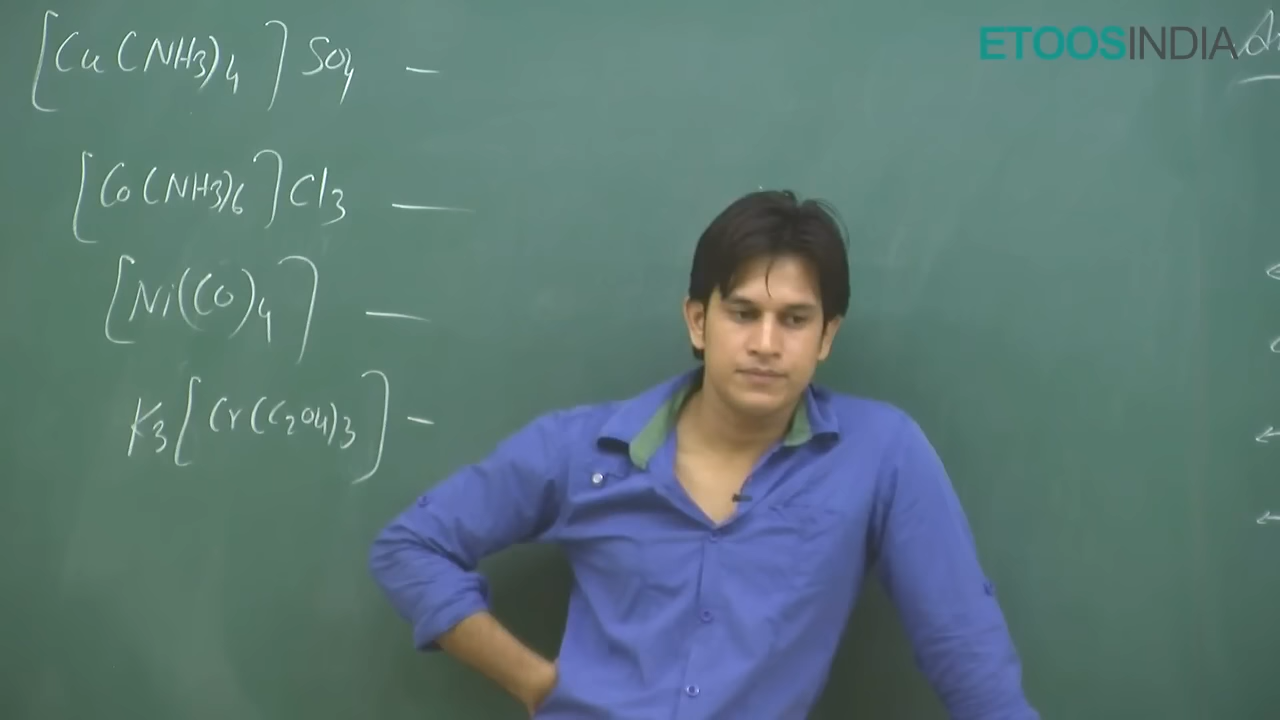 ETOOSINDIA
[Cu(NH3)4]SO4 -
[Co(NH3)6]Cl3 -
[Ni(CO)4] -
K3[Cr(C2O4)3] -